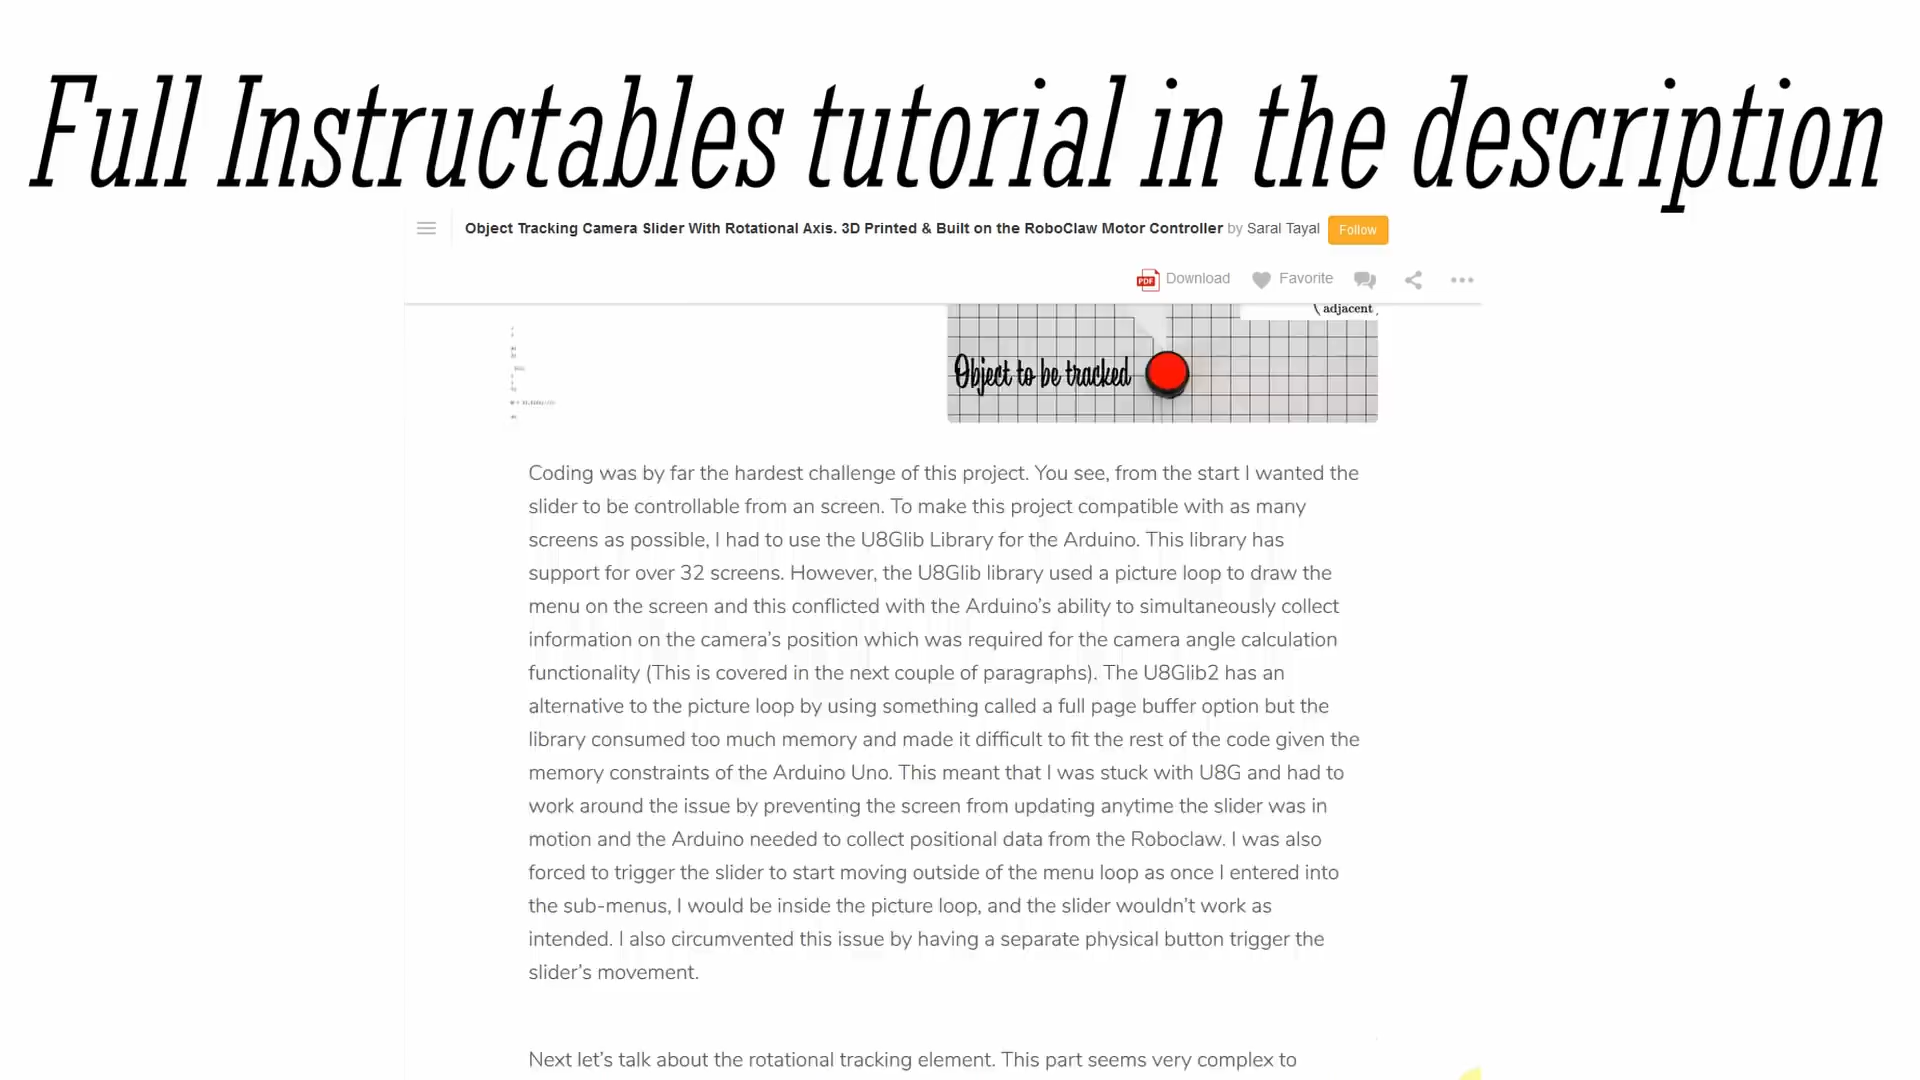 Full Instructables tutorial in the description
Object Tracking Camera Slider With Rotational Axis. 3D Printed & Built on the RoboClaw Motor Controller by Saral Tayal Follow
PDF Download Favorite
adjacent
Object to be tracked
Coding was by far the hardest challenge of this project. You see, from the start I wanted the
slider to be controllable from an screen. To make this project compatible with as many
screens as possible, I had to use the U8Glib Library for the Arduino. This library has
support for over 32 screens. However, the U8Glib library used a picture loop to draw the
menu on the screen and this conflicted with the Arduino’s ability to simultaneously collect
information on the camera’s position which was required for the camera angle calculation
functionality (This is covered in the next couple of paragraphs). The U8Glib2 has an
alternative to the picture loop by using something called a full page buffer option but the
library consumed too much memory and made it difficult to fit the rest of the code given the
memory constraints of the Arduino Uno. This meant that I was stuck with U8G and had to
work around the issue by preventing the screen from updating anytime the slider was in
motion and the Arduino needed to collect positional data from the Roboclaw. I was also
forced to trigger the slider to start moving outside of the menu loop as once I entered into
the sub-menus, I would be inside the picture loop, and the slider wouldn’t work as
intended. I also circumvented this issue by having a separate physical button trigger the
slider’s movement.
Next let’s talk about the rotational tracking element. This part seems very complex to